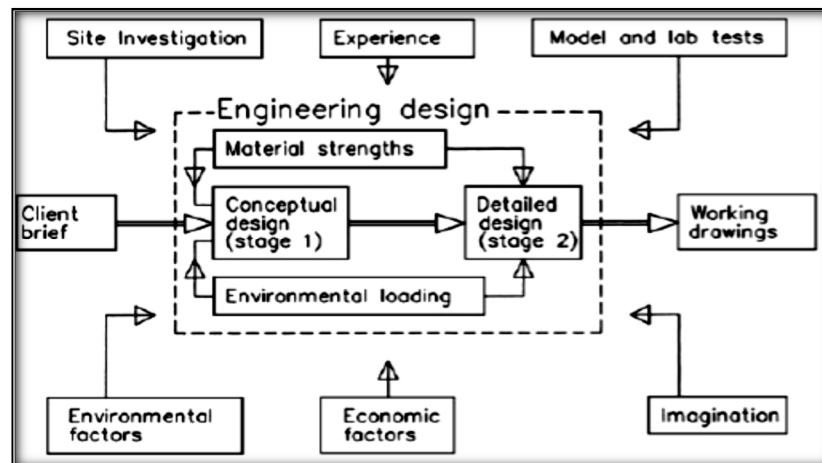 Site Investigation
Experience
Model and lab tests
Engineering design
Material strengths
Client
brief
Conceptual
design
(stage 1)
Detailed
design
(stage 2)
Working
drawings
Environmental loading
Environmental
factors
Economic
factors
Imagination